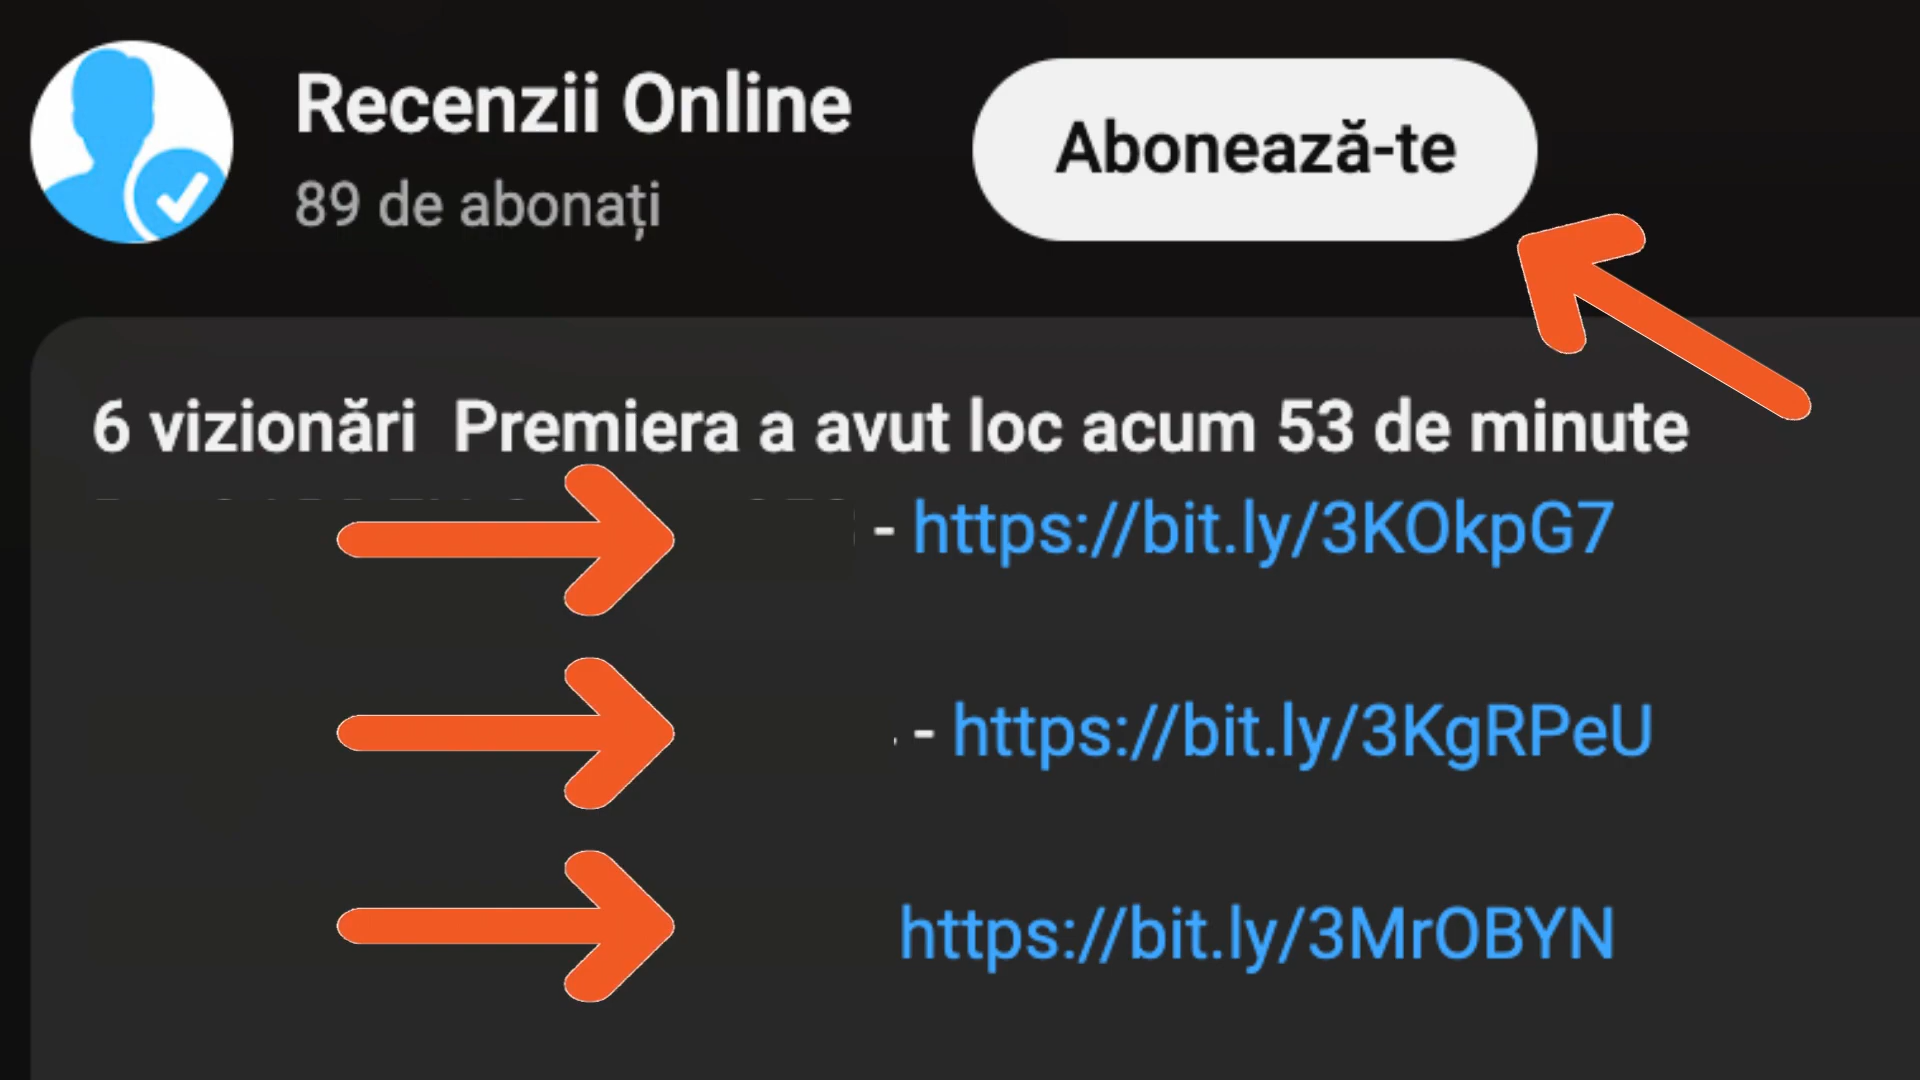 Recenzii Online
89 de abonați
Abonează-te
6 vizionări Premiera a avut loc acum 53 de minute
- https://bit.ly/3KOkpG7
- https://bit.ly/3KgRPeU
https://bit.ly/3MrOBYN